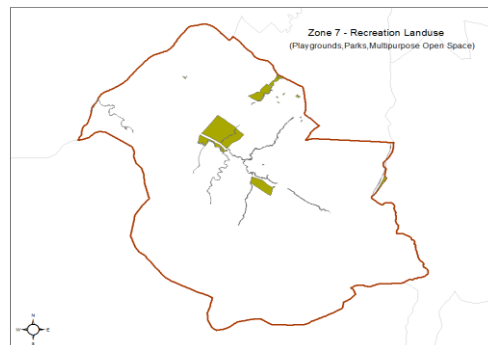 Zone 7 - Recreation Landuse
(Playgrounds,Parks,Multipurpose Open Space)
N
W E
S